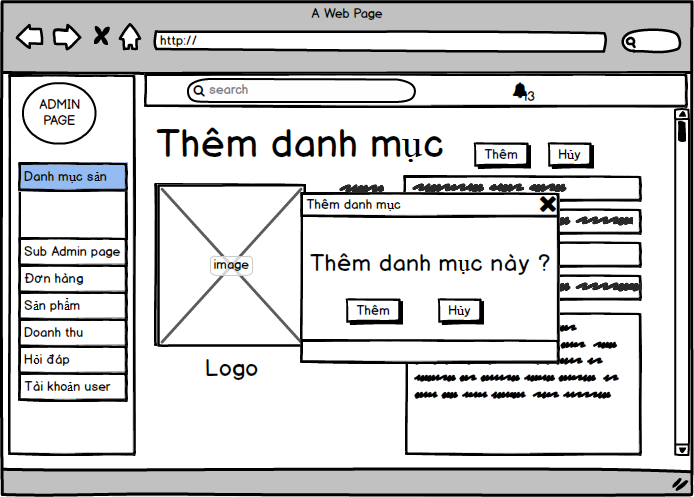 A Web Page
http://
search
13
ADMIN
PAGE
Danh mục sản
Sub Admin page
Đơn hàng
Sản phẩm
Doanh thu
Hỏi đáp
Tài khoản user
Thêm danh mục
Thêm
Hủy
image
Logo
Thêm danh mục
Thêm danh mục này ?
Thêm
Hủy